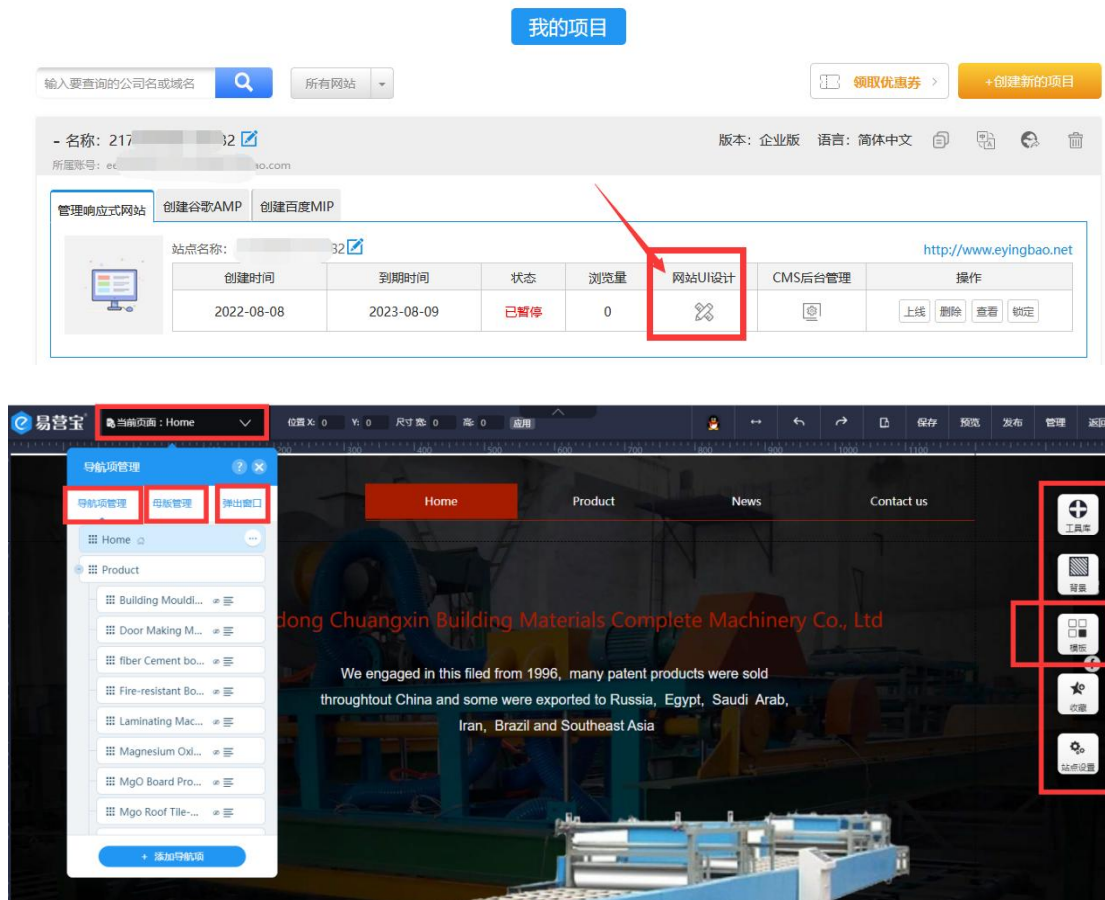 我的项目
输入要查询的公司名或域名
所有网站
领取优惠券
+创建新的项目
- 名称: 217 32
版本: 企业版 语言: 简体中文
所属账号: ee ao.com
管理响应式网站 创建谷歌AMP 创建百度MIP
站点名称: 32
http://www.eyingbao.net
创建时间 到期时间 状态 浏览量 网站UI设计 CMS后台管理 操作
2022-08-08 2023-08-09 已暂停 0 上线 删除 查看 锁定
易营宝 当前页面 : Home 位置 X: 0 Y: 0 尺寸 宽: 0 高: 0 应用 保存 预览 发布 管理 返回
200 300 400 500 600 700 800 900 1000 1100
导航项管理 ?
导航项管理 母版管理 弹出窗口
Home Product News Contact us
工具库
Home
背景
Product
Building Mouldi...
Door Making M...
dong Chuangxin Building Materials Complete Machinery Co., Ltd
模板
fiber Cement bo...
We engaged in this filed from 1996, many patent products were sold
Fire-resistant Bo...
throughtout China and some were exported to Russia, Egypt, Saudi Arab,
收藏
Laminating Mac...
Iran, Brazil and Southeast Asia
Magnesium Oxi...
站点设置
MgO Board Pro...
Mgo Roof Tile-...
+ 添加导航项